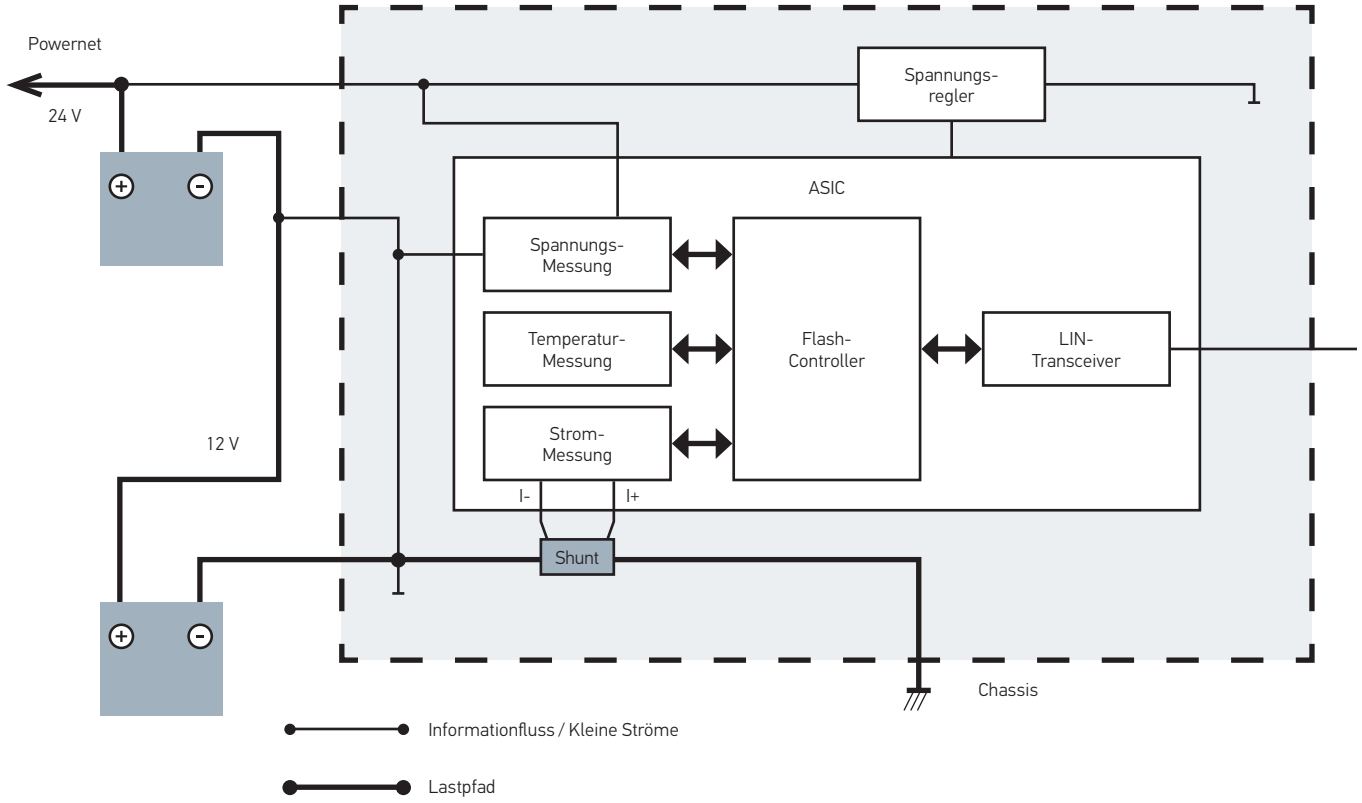 Powernet
24 V
+
-
Spannungs-
regler
ASIC
Spannungs-
Messung
Temperatur-
Messung
Flash-
Controller
LIN-
Transceiver
12 V
Strom-
Messung
I-
I+
Shunt
+
-
Chassis
Informationfluss / Kleine Ströme
Lastpfad